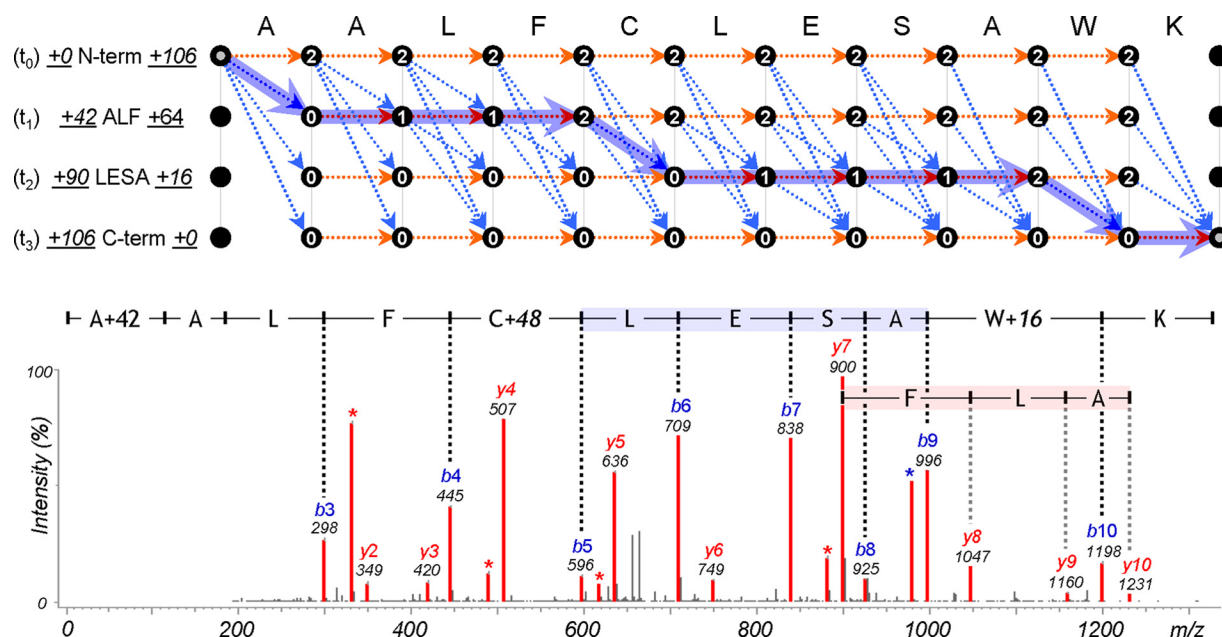 A A L F C L E S A W K
(t0) +0 N-term +106 2 2 2 2 2 2 2 2 2 2
(t1) +42 ALF +64 0 1 1 2 2 2 2 2 2 2
(t2) +90 LESA +16 0 0 0 0 0 1 1 1 2 2
(t3) +106 C-term +0 0 0 0 0 0 0 0 0 0 0
A+42 A L F C+48 L E S A W+16 K
100
y7
900
F L A
y4
507
*
b6
709
b7
838
b9
996
y5
636
*
b4
445
b3
298
y2
349
y3
420
*
b5
596
*
y6
749
*
b8
925
y8
1047
y9
1160
b10
1198
y10
1231
Intensity (%)
0
0 200 400 600 800 1000 1200 m/z